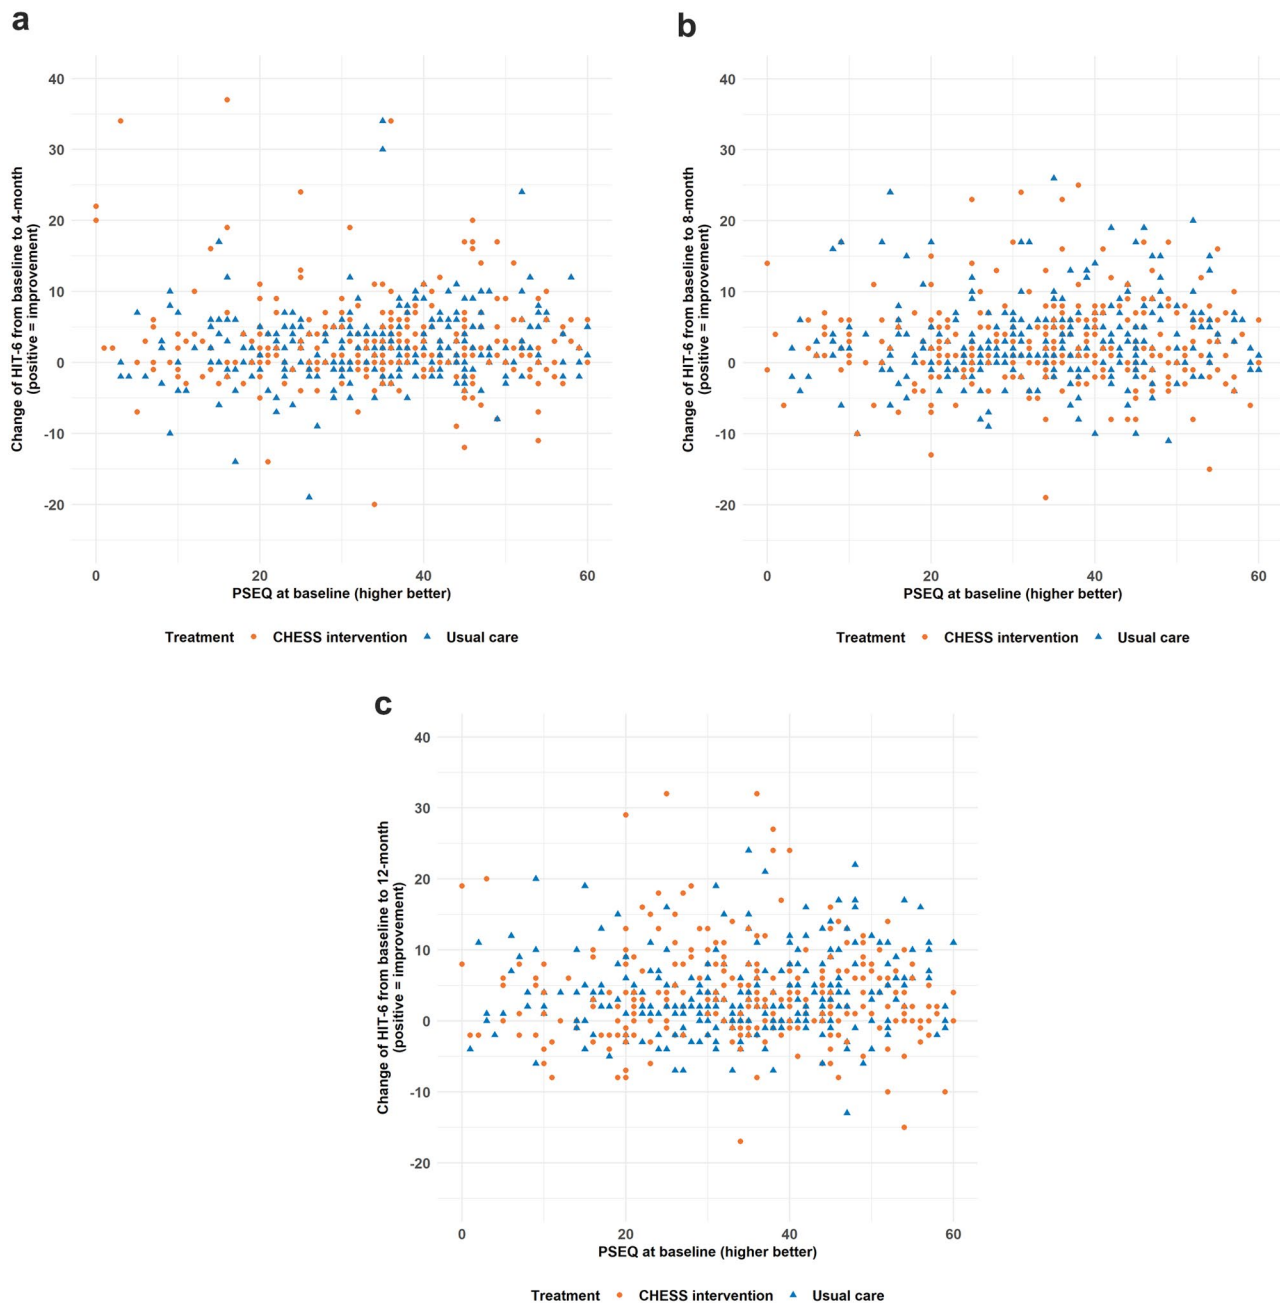 a
Change of HIT-6 from baseline to 4-month
(positive = improvement)
40
30
20
10
0
-10
-20
0 20 40 60
PSEQ at baseline (higher better)
Treatment CHESS intervention Usual care
b
Change of HIT-6 from baseline to 8-month
(positive = improvement)
40
30
20
10
0
-10
-20
0 20 40 60
PSEQ at baseline (higher better)
Treatment CHESS intervention Usual care
c
Change of HIT-6 from baseline to 12-month
(positive = improvement)
40
30
20
10
0
-10
-20
0 20 40 60
PSEQ at baseline (higher better)
Treatment CHESS intervention Usual care